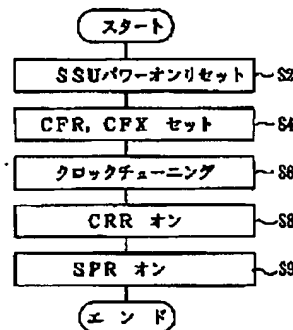 スタート
SSUパワーオンリセット S2
CFR, CFX セット S4
クロックチューニング S6
CRR オン S8
SPR オン S9
エンド